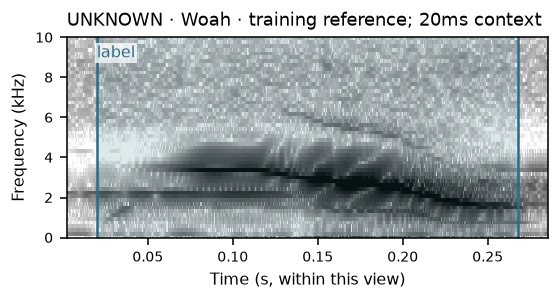 UNKNOWN · Woah · training reference; 20ms context
label
10
8
6
4
2
0
Frequency (kHz)
0.05 0.10 0.15 0.20 0.25
Time (s, within this view)